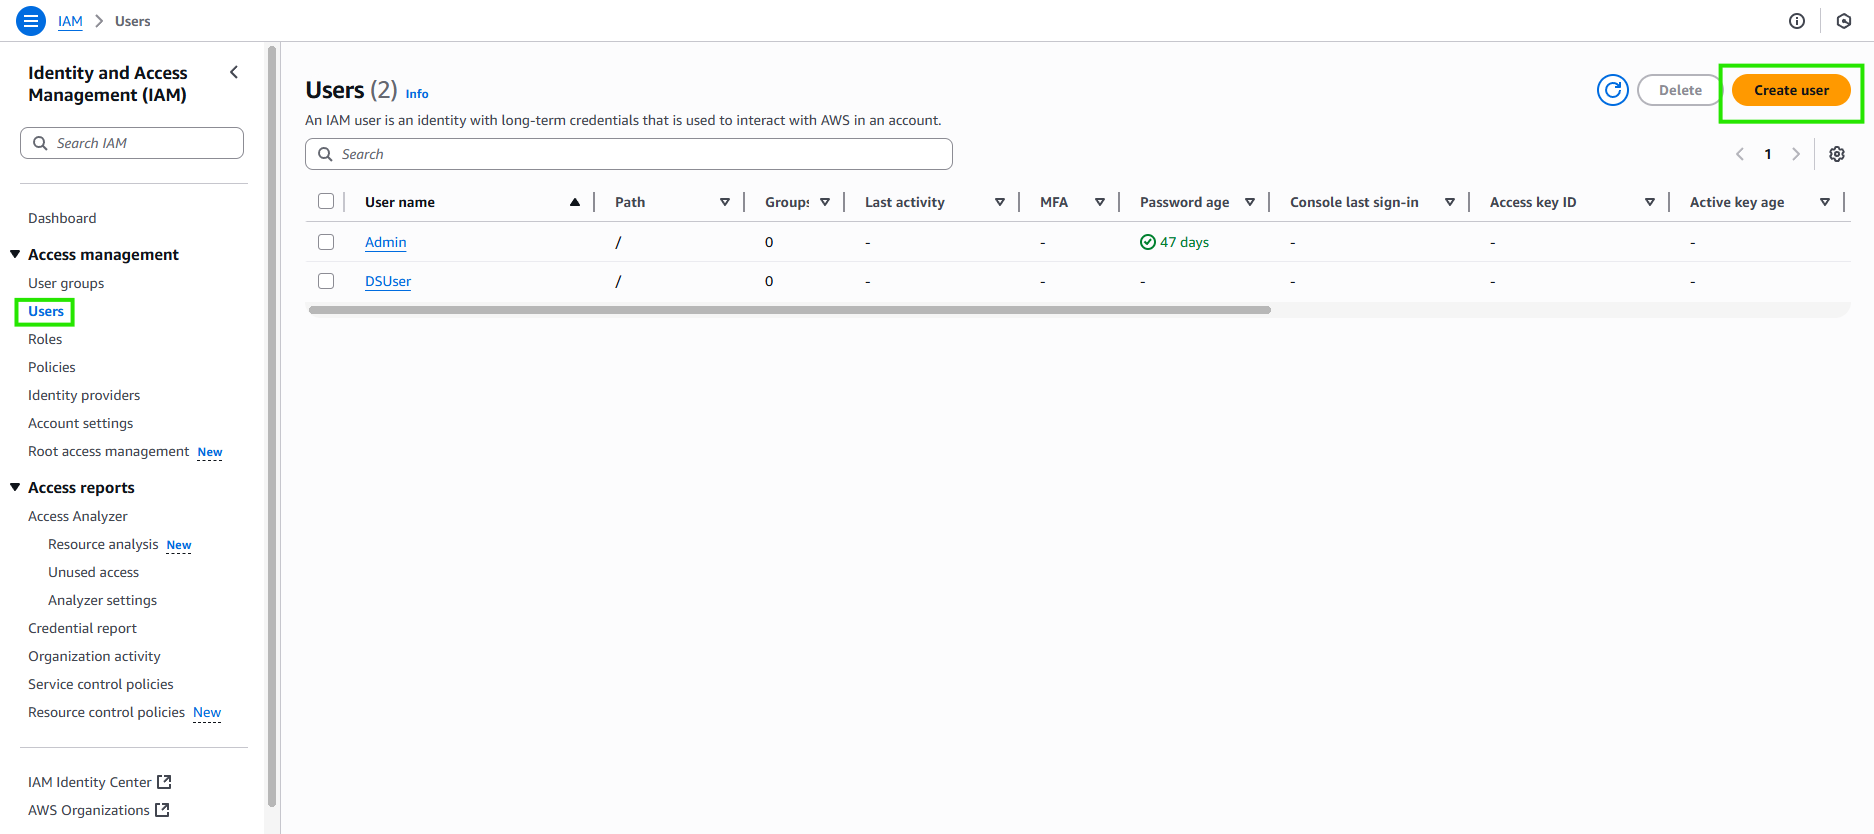 IAM > Users
Identity and Access
Management (IAM)
Search IAM
Dashboard
Access management
User groups
Users
Roles
Policies
Identity providers
Account settings
Root access management New
Access reports
Access Analyzer
Resource analysis New
Unused access
Analyzer settings
Credential report
Organization activity
Service control policies
Resource control policies New
IAM Identity Center
AWS Organizations
Users (2) Info
Delete
Create user
An IAM user is an identity with long-term credentials that is used to interact with AWS in an account.
Search
1
User name Path Groups Last activity MFA Password age Console last sign-in Access key ID Active key age
Admin / 0 - - 47 days - - -
DSUser / 0 - - - - - -